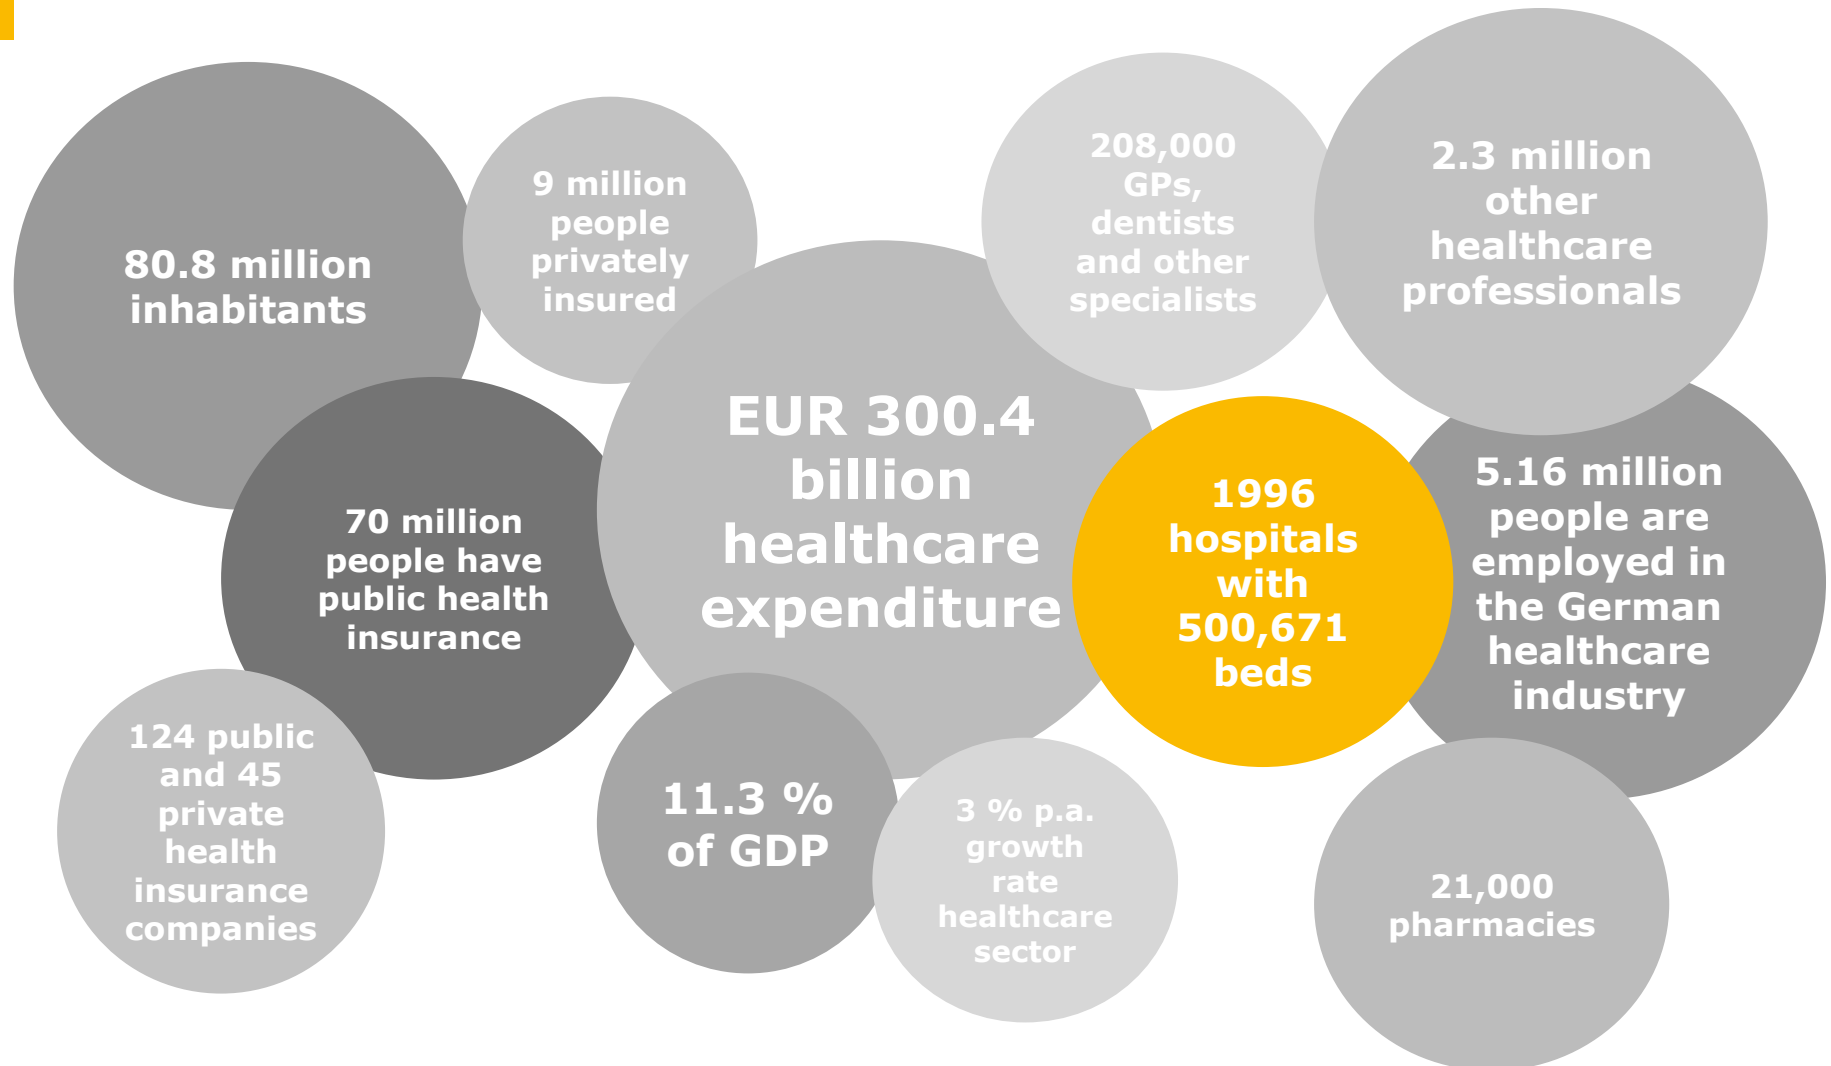 80.8 million
inhabitants
9 million
people
privately
insured
208,000
GPs,
dentists
and other
specialists
2.3 million
other
healthcare
professionals
70 million
people have
public health
insurance
EUR 300.4
billion
healthcare
expenditure
1996
hospitals
with
500,671
beds
5.16 million
people are
employed in
the German
healthcare
industry
124 public
and 45
private
health
insurance
companies
11.3 %
of GDP
3 % p.a.
growth
rate
healthcare
sector
21,000
pharmacies